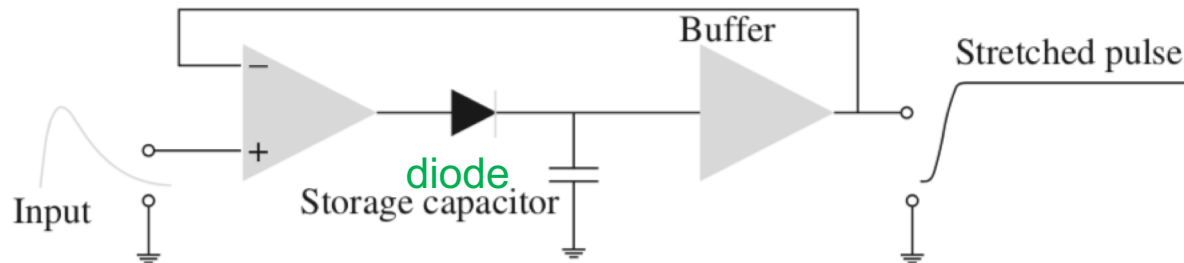 Buffer
Stretched pulse
−
+
diode
Storage capacitor
Input